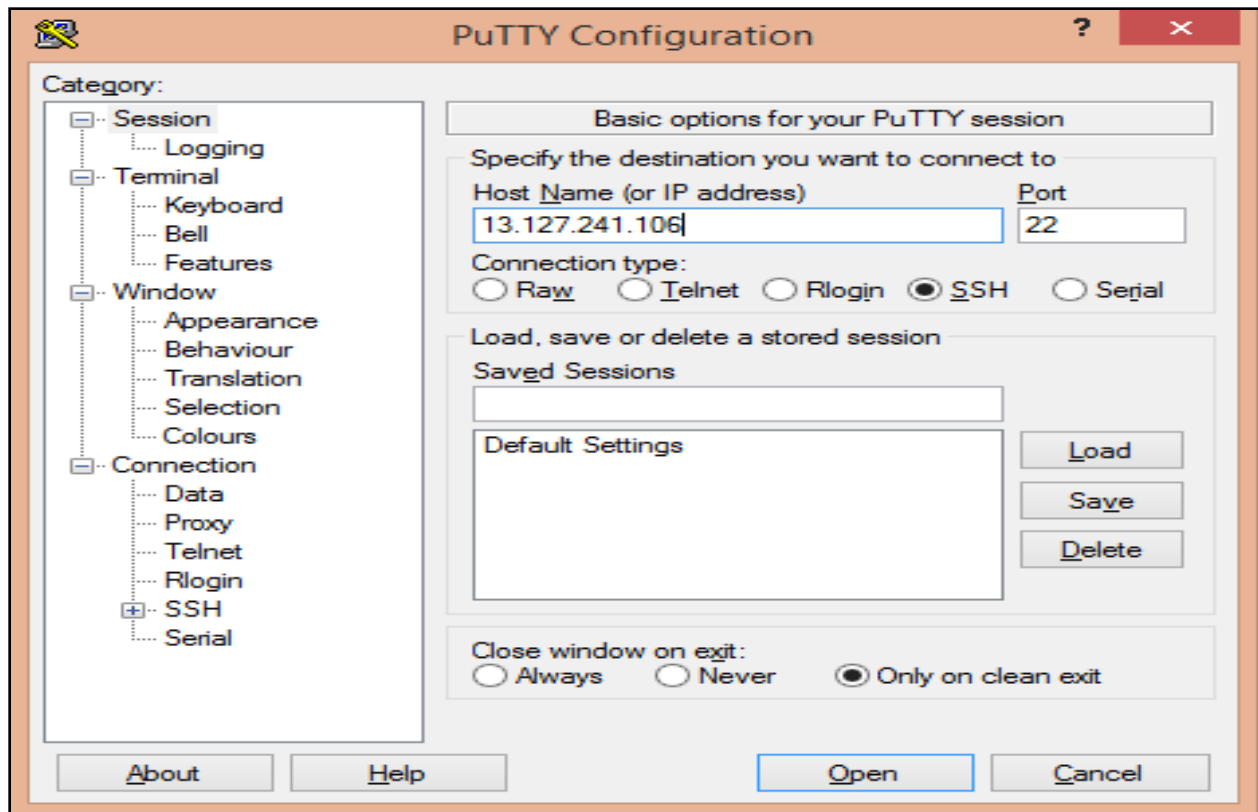 PuTTY Configuration
?
Category:
Session
Logging
Terminal
Keyboard
Bell
Features
Window
Appearance
Behaviour
Translation
Selection
Colours
Connection
Data
Proxy
Telnet
Rlogin
SSH
Serial
Basic options for your PuTTY session
Specify the destination you want to connect to
Host Name (or IP address) Port
13.127.241.106 22
Connection type:
Raw Telnet Rlogin SSH Serial
Load, save or delete a stored session
Saved Sessions
Default Settings
Load
Save
Delete
Close window on exit:
Always Never Only on clean exit
About Help Open Cancel